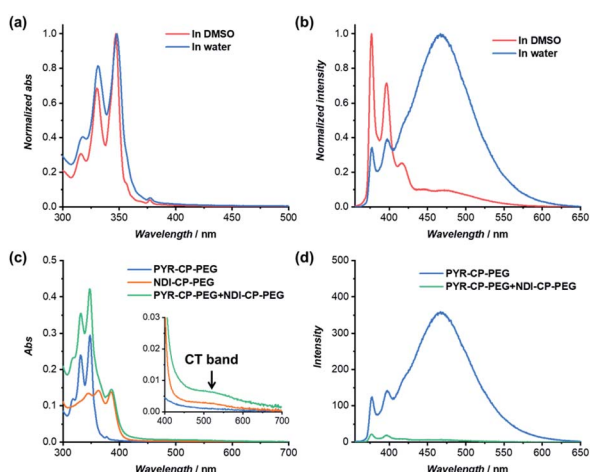 (a)
In DMSO
In water
Normalized abs
1.0
0.8
0.6
0.4
0.2
0.0
300 350 400 450 500
Wavelength / nm
(b)
In DMSO
In water
Normalized intensity
1.0
0.8
0.6
0.4
0.2
0.0
400 450 500 550 600 650
Wavelength / nm
(c)
PYR-CP-PEG
NDI-CP-PEG
PYR-CP-PEG+NDI-CP-PEG
Abs
0.5
0.4
0.3
0.2
0.1
0.0
300 400 500 600 700
Wavelength / nm
0.03
0.02
0.01
0.00
400 500 600 700
CT band
(d)
PYR-CP-PEG
PYR-CP-PEG+NDI-CP-PEG
Intensity
500
400
300
200
100
0
400 450 500 550 600 650
Wavelength / nm